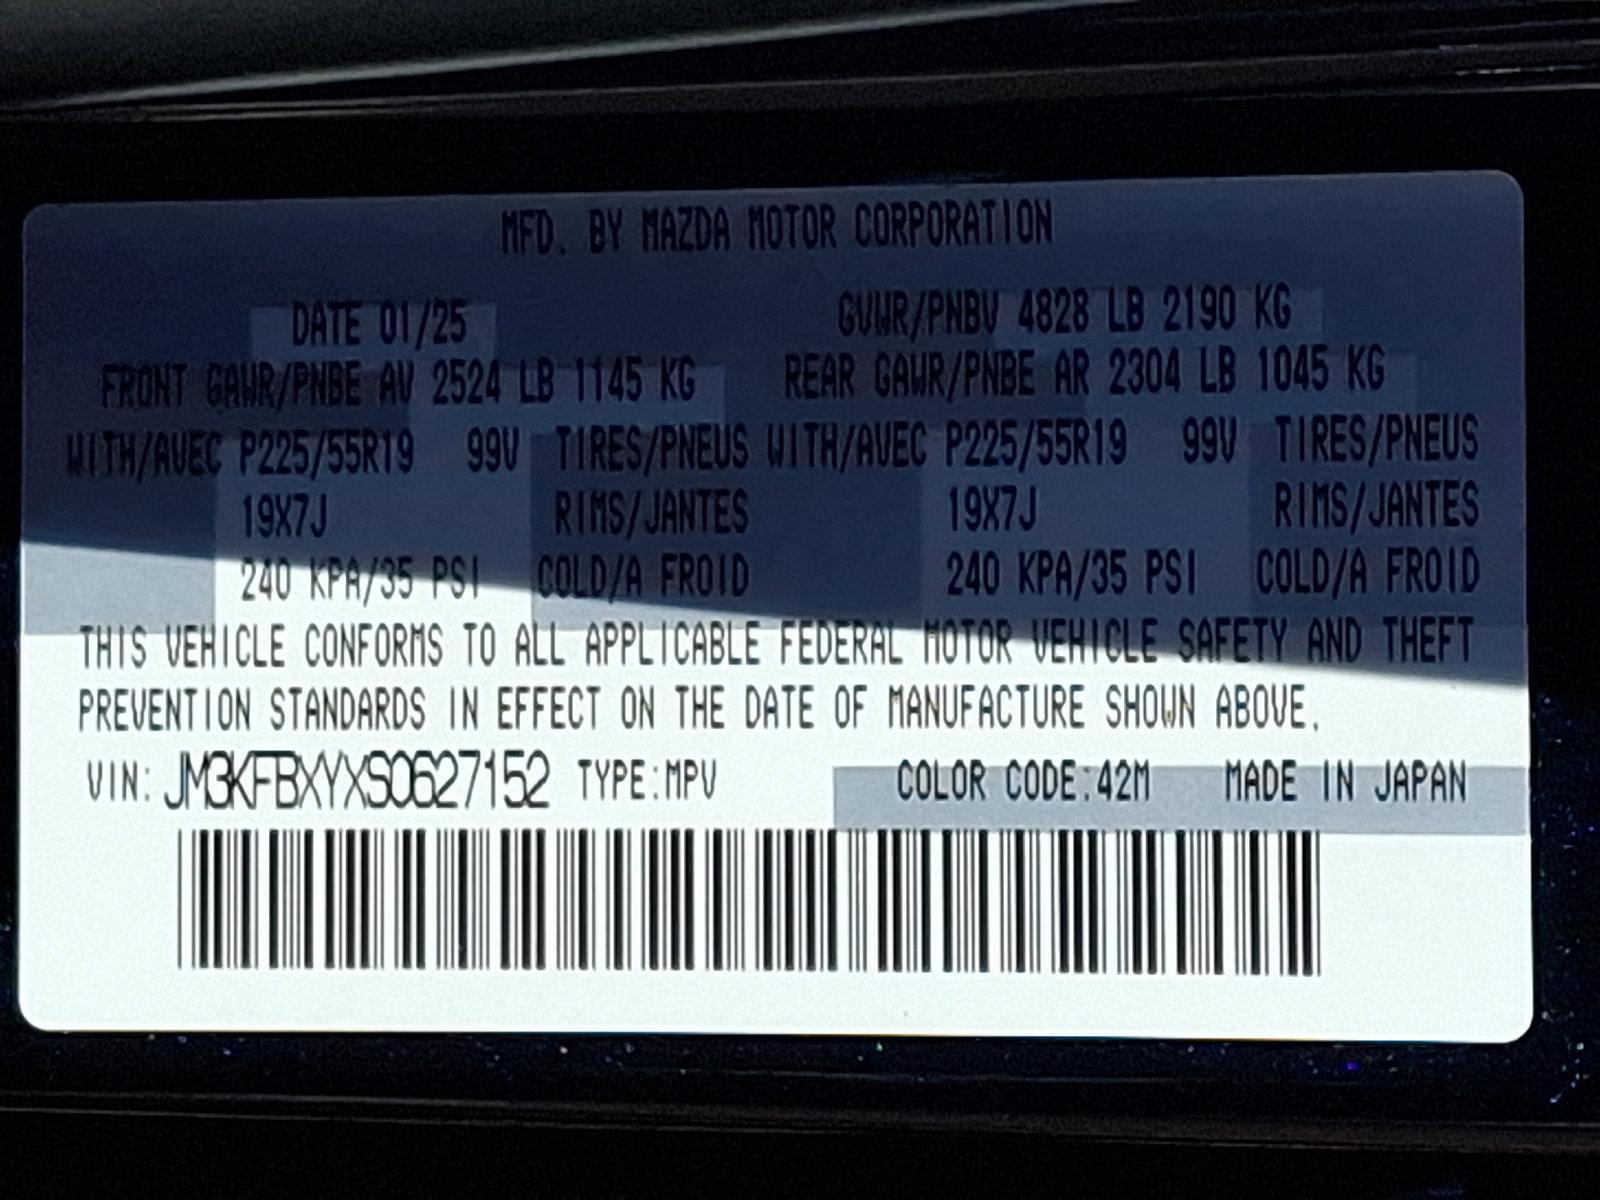 MFD. BY MAZDA MOTOR CORPORATION
DATE 01/25 GVWR/PNBV 4828 LB 2190 KG
FRONT GAWR/PNBE AV 2524 LB 1145 KG REAR GAWR/PNBE AR 2304 LB 1045 KG
WITH/AVEC P225/55R19 99V TIRES/PNEUS WITH/AVEC P225/55R19 99V TIRES/PNEUS
19X7J RIMS/JANTES 19X7J RIMS/JANTES
240 KPA/35 PSI COLD/A FROID 240 KPA/35 PSI COLD/A FROID
THIS VEHICLE CONFORMS TO ALL APPLICABLE FEDERAL MOTOR VEHICLE SAFETY AND THEFT
PREVENTION STANDARDS IN EFFECT ON THE DATE OF MANUFACTURE SHOWN ABOVE.
VIN: JM3KFBXYXS0627152 TYPE:MPV COLOR CODE:42M MADE IN JAPAN